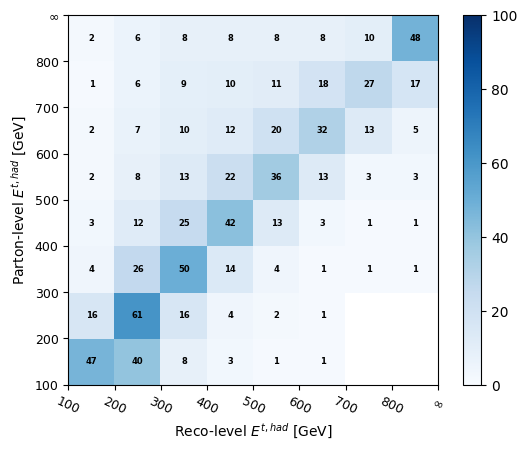 ∞ 2 6 8 8 8 8 10 48 100
800 1 6 9 10 11 18 27 17 80
700 2 7 10 12 20 32 13 5
600 2 8 13 22 36 13 3 3 60
500 3 12 25 42 13 3 1 1
400 4 26 50 14 4 1 1 1 40
300 16 61 16 4 2 1 20
200 47 40 8 3 1 1
100 0
100 200 300 400 500 600 700 800 ∞
Parton-level E^{t,had} [GeV]
Reco-level E^{t,had} [GeV]